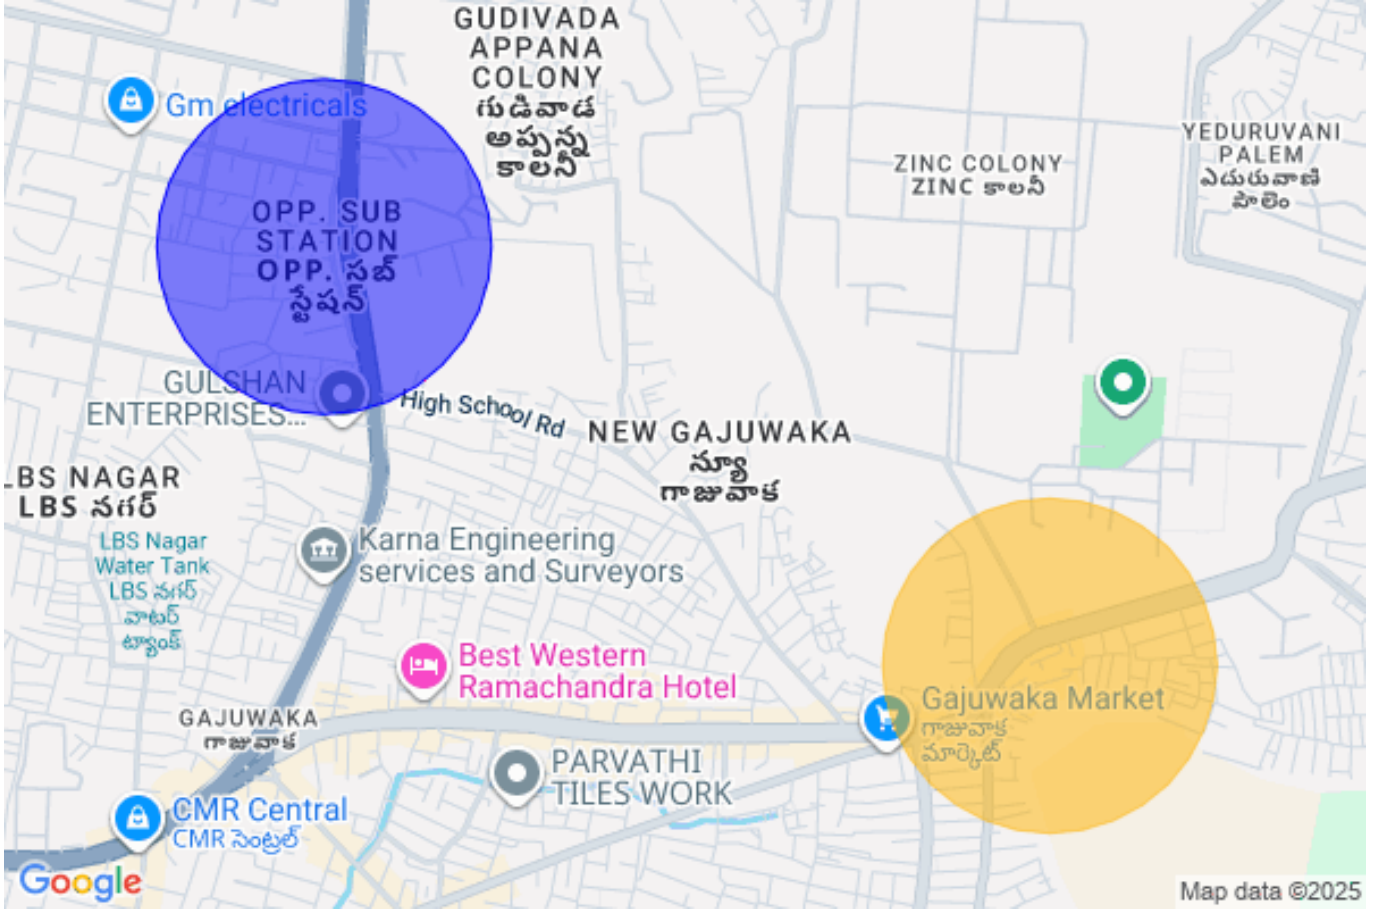 GUDIVADA
APPANA
COLONY
గుడివాడ
అప్పన్న
కాలనీ
Gm electricals
YEDURUVANI
PALEM
ఎదురువాణి
పాలెం
ZINC COLONY
ZINC కాలనీ
OPP. SUB
STATION
OPP. సబ్
స్టేషన్
GULSHAN
ENTERPRISES...
High School Rd
NEW GAJUWAKA
న్యూ
గాజువాక
LBS NAGAR
LBS నగర్
LBS Nagar
Water Tank
LBS నగర్
వాటర్
ట్యాంక్
Karna Engineering
services and Surveyors
Best Western
Ramachandra Hotel
GAJUWAKA
గాజువాక
Gajuwaka Market
గాజువాక
మార్కెట్
PARVATHI
TILES WORK
CMR Central
CMR సెంట్రల్
Google
Map data ©2025